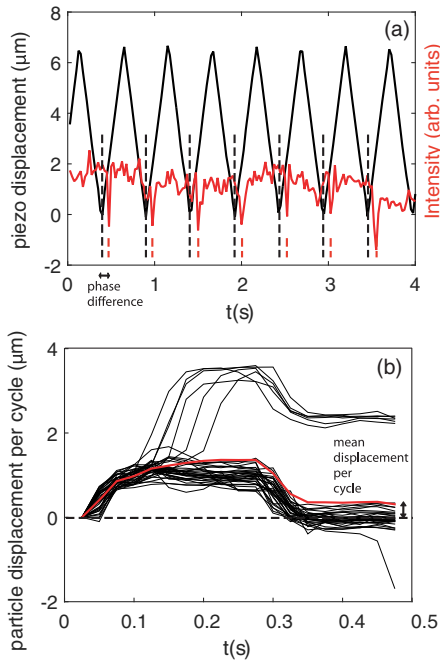 (a)
piezo displacement (μm)
Intensity (arb. units)
8
6
4
2
0
-2
0
1
2
3
4
phase
difference
t(s)
(b)
particle displacement per cycle (μm)
4
2
0
-2
mean
displacement
per
cycle
0
0.1
0.2
0.3
0.4
0.5
t(s)